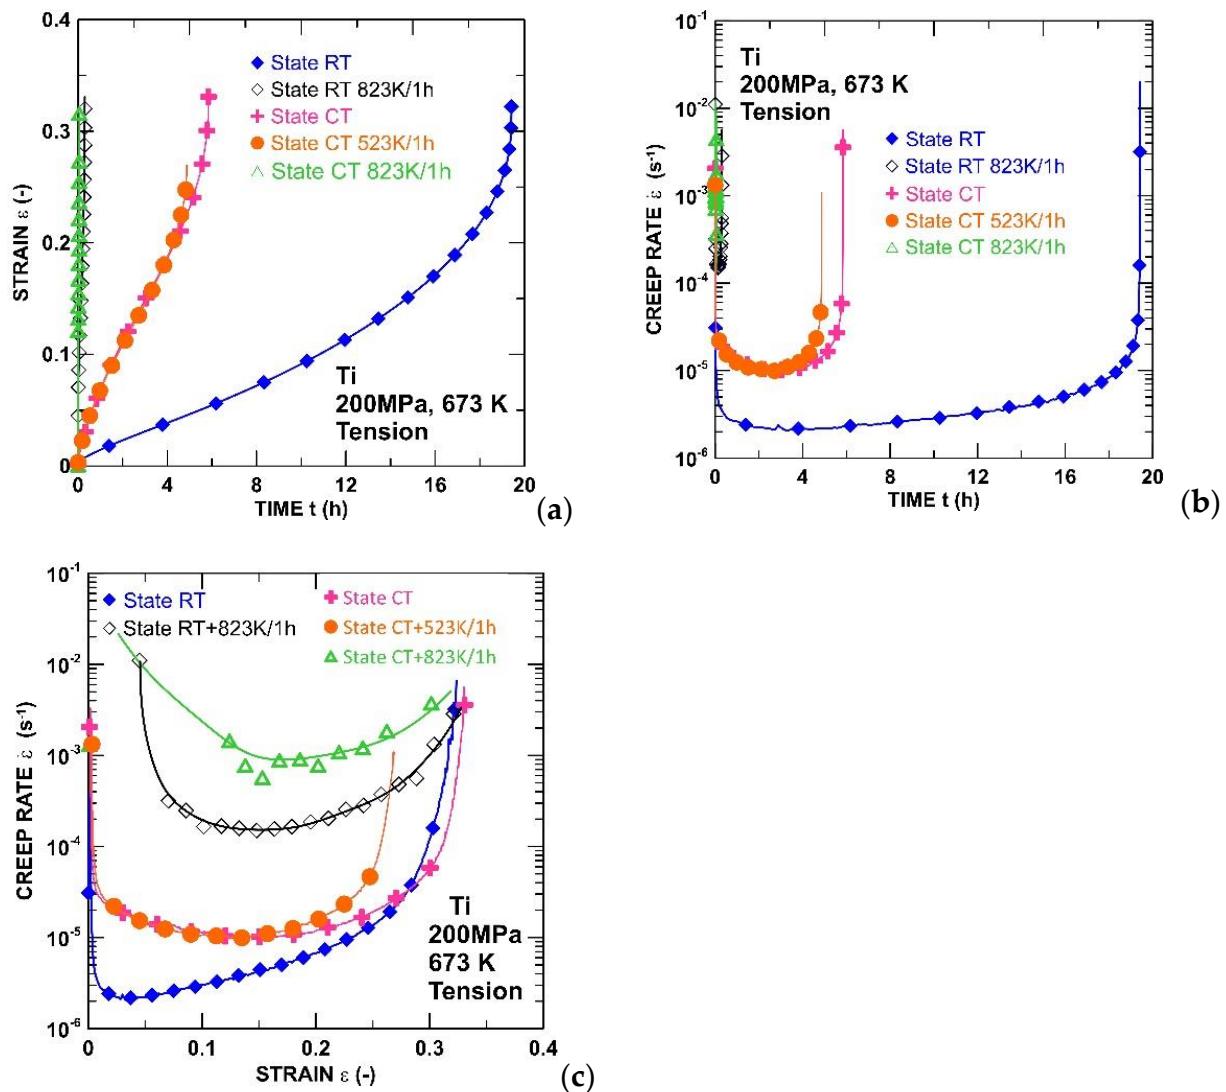 0.4
0.3
0.2
0.1
0
STRAIN ε (-)
State RT
State RT 823K/1h
State CT
State CT 523K/1h
State CT 823K/1h
Ti
200MPa, 673 K
Tension
0 4 8 12 16 20
TIME t (h)
(a)
10⁻¹
10⁻²
10⁻³
10⁻⁴
10⁻⁵
10⁻⁶
CREEP RATE ε̇ (s⁻¹)
Ti
200MPa, 673 K
Tension
State RT
State RT 823K/1h
State CT
State CT 523K/1h
State CT 823K/1h
0 4 8 12 16 20
TIME t (h)
(b)
10⁻¹
10⁻²
10⁻³
10⁻⁴
10⁻⁵
10⁻⁶
CREEP RATE ε̇ (s⁻¹)
State RT
State RT+823K/1h
State CT
State CT+523K/1h
State CT+823K/1h
Ti
200MPa
673 K
Tension
0 0.1 0.2 0.3 0.4
STRAIN ε (-)
(c)